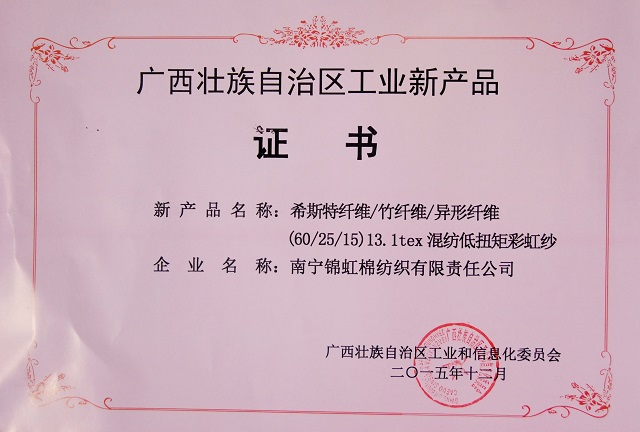 广西壮族自治区工业新产品
证 书
新 产 品 名 称：希斯特纤维/竹纤维/异形纤维
(60/25/15)13.1tex 混纺低扭矩彩虹纱
企 业 名 称：南宁锦虹棉纺织有限责任公司
广西壮族自治区工业和信息化委员会
二〇一五年十二月